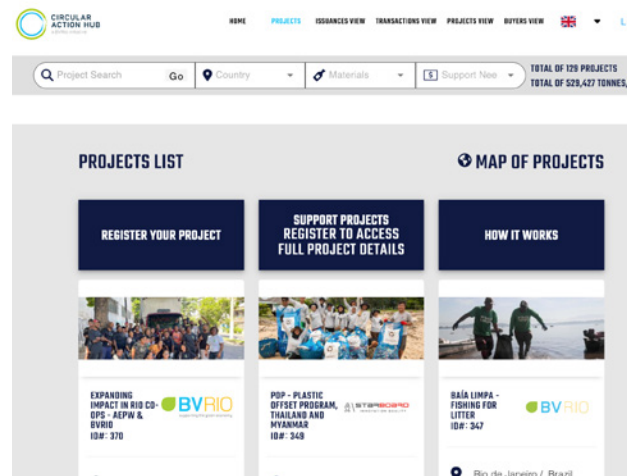 CIRCULAR
ACTION HUB
HOME PROJECTS ISSUANCES VIEW TRANSACTIONS VIEW PROJECTS VIEW BUYERS VIEW L
Project Search Go Country Materials Support Nee
TOTAL OF 129 PROJECTS
TOTAL OF 529,427 TONNES,
PROJECTS LIST
MAP OF PROJECTS
REGISTER YOUR PROJECT
SUPPORT PROJECTS
REGISTER TO ACCESS
FULL PROJECT DETAILS
HOW IT WORKS
EXPANDING
IMPACT IN RIO CO-
OPS - AEPW &
BVRIO
ID#: 370
BVRIO
POP - PLASTIC
OFFSET PROGRAM,
THAILAND AND
MYANMAR
ID#: 349
STARBOARD
BAÍA LIMPA -
FISHING FOR
LITTER
ID#: 347
BVRIO
Rio de Janeiro / Brazil